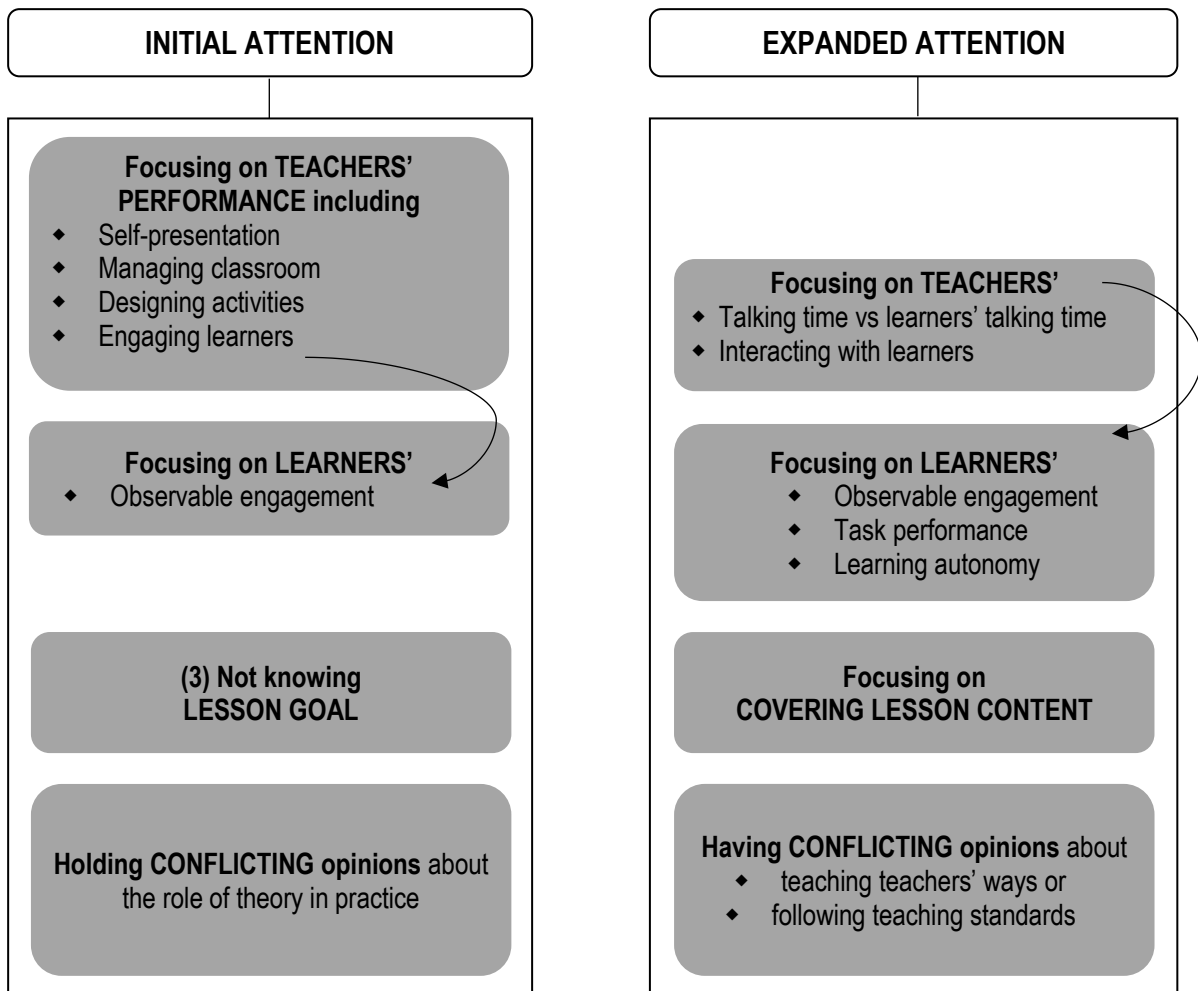 INITIAL ATTENTION
Focusing on TEACHERS’
PERFORMANCE including
◆ Self-presentation
◆ Managing classroom
◆ Designing activities
◆ Engaging learners
Focusing on LEARNERS’
◆ Observable engagement
(3) Not knowing
LESSON GOAL
Holding CONFLICTING opinions about
the role of theory in practice
EXPANDED ATTENTION
Focusing on TEACHERS’
◆ Talking time vs learners’ talking time
◆ Interacting with learners
Focusing on LEARNERS’
◆ Observable engagement
◆ Task performance
◆ Learning autonomy
Focusing on
COVERING LESSON CONTENT
Having CONFLICTING opinions about
◆ teaching teachers’ ways or
◆ following teaching standards